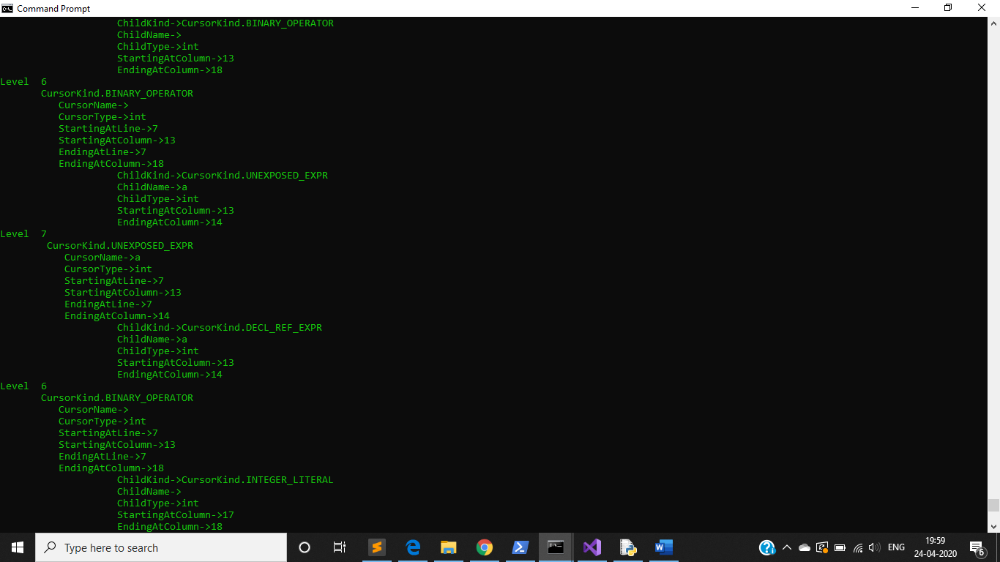 Command Prompt
ChildKind->CursorKind.BINARY_OPERATOR
ChildName->
ChildType->int
StartingAtColumn->13
EndingAtColumn->18
Level  6
CursorKind.BINARY_OPERATOR
CursorName->
CursorType->int
StartingAtLine->7
StartingAtColumn->13
EndingAtLine->7
EndingAtColumn->18
ChildKind->CursorKind.UNEXPOSED_EXPR
ChildName->a
ChildType->int
StartingAtColumn->13
EndingAtColumn->14
Level  7
CursorKind.UNEXPOSED_EXPR
CursorName->a
CursorType->int
StartingAtLine->7
StartingAtColumn->13
EndingAtLine->7
EndingAtColumn->14
ChildKind->CursorKind.DECL_REF_EXPR
ChildName->a
ChildType->int
StartingAtColumn->13
EndingAtColumn->14
Level  6
CursorKind.BINARY_OPERATOR
CursorName->
CursorType->int
StartingAtLine->7
StartingAtColumn->13
EndingAtLine->7
EndingAtColumn->18
ChildKind->CursorKind.INTEGER_LITERAL
ChildName->
ChildType->int
StartingAtColumn->17
EndingAtColumn->18
Type here to search
ENG
19:59
24-04-2020
6